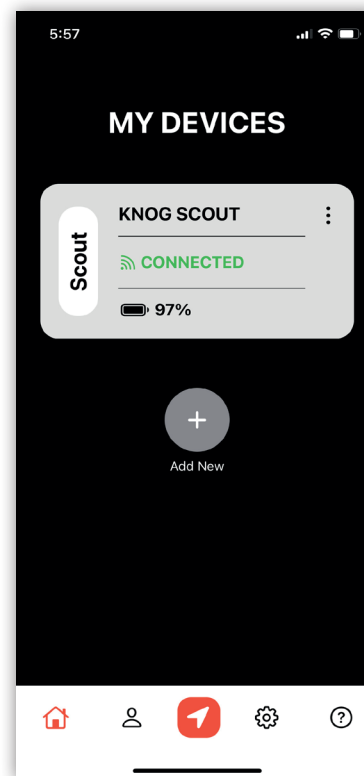 5:57
MY DEVICES
Scout
KNOG SCOUT
CONNECTED
97%
Add New